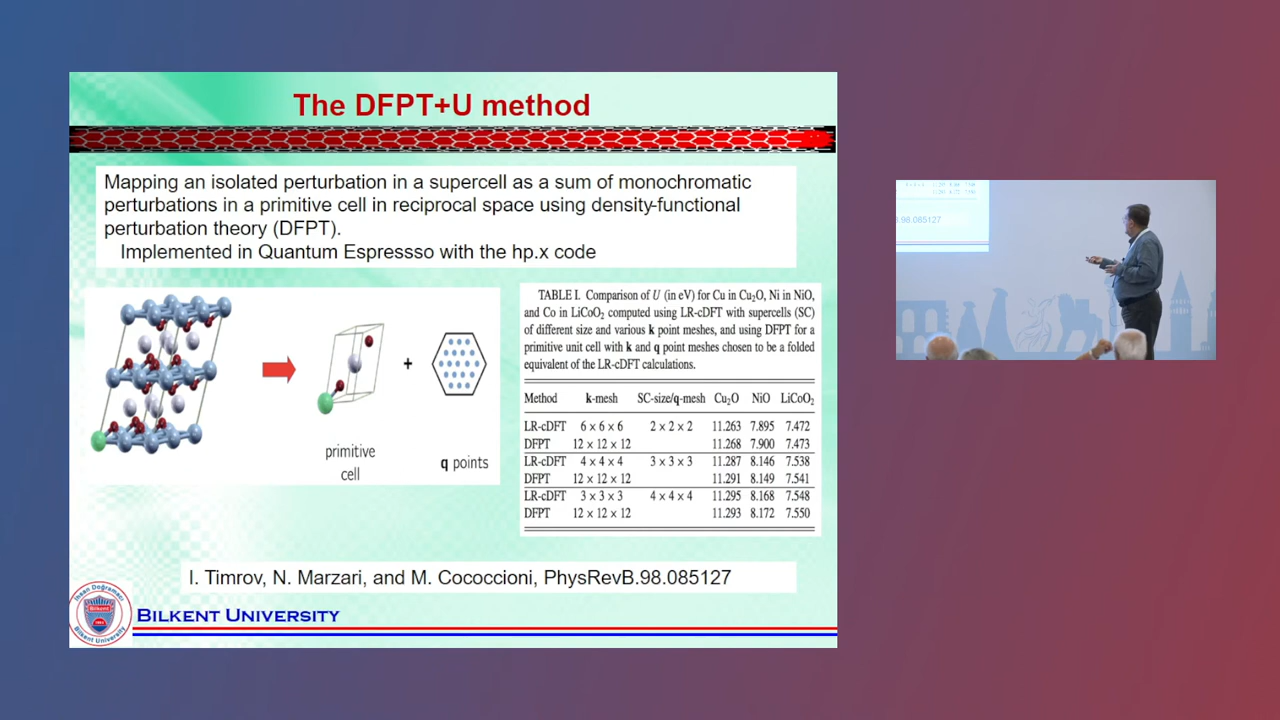 The DFPT+U method
Mapping an isolated perturbation in a supercell as a sum of monochromatic
perturbations in a primitive cell in reciprocal space using density-functional
perturbation theory (DFPT).
Implemented in Quantum Espressso with the hp.x code
primitive
cell
+
q points
TABLE I. Comparison of U (in eV) for Cu in Cu₂O, Ni in NiO,
and Co in LiCoO₂ computed using LR-cDFT with supercells (SC)
of different size and various k point meshes, and using DFPT for a
primitive unit cell with k and q point meshes chosen to be a folded
equivalent of the LR-cDFT calculations.
Method k-mesh SC-size/q-mesh Cu₂O NiO LiCoO₂
LR-cDFT 6 × 6 × 6 2 × 2 × 2 11.263 7.895 7.472
DFPT 12 × 12 × 12 11.268 7.900 7.473
LR-cDFT 4 × 4 × 4 3 × 3 × 3 11.287 8.146 7.538
DFPT 12 × 12 × 12 11.291 8.149 7.541
LR-cDFT 3 × 3 × 3 4 × 4 × 4 11.295 8.168 7.548
DFPT 12 × 12 × 12 11.293 8.172 7.550
I. Timrov, N. Marzari, and M. Cococcioni, PhysRevB.98.085127
İhsan Doğramacı
Bilkent
Bilkent University
BILKENT UNIVERSITY
.98.085127